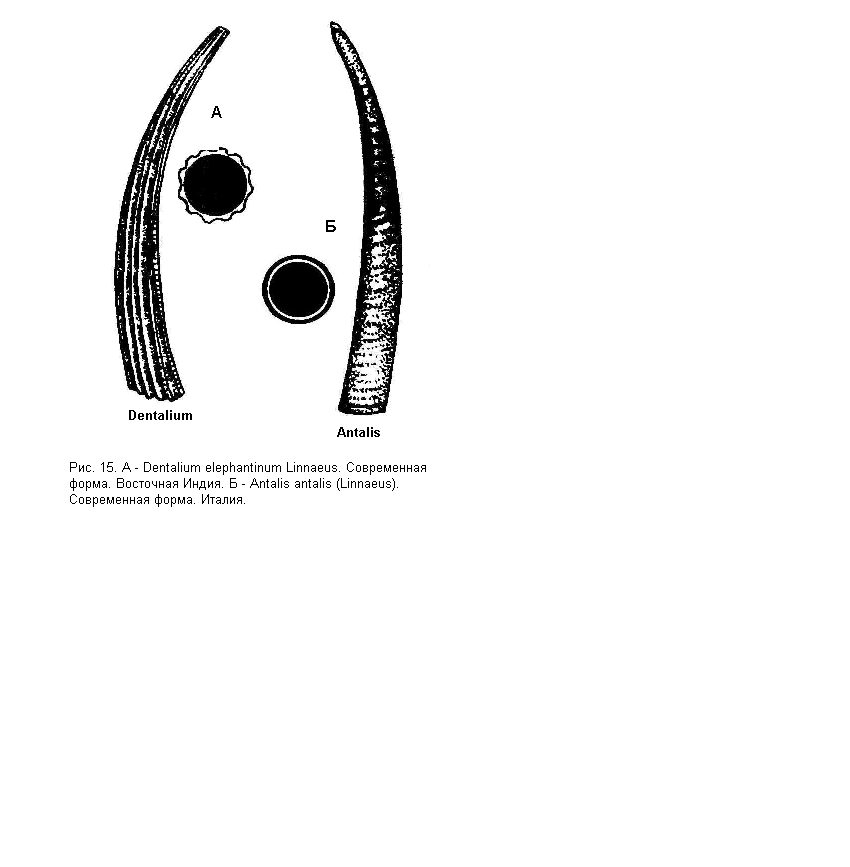 А
Б
Dentalium
Antalis
Рис. 15. А - Dentalium elephantinum Linnaeus. Современная
форма. Восточная Индия. Б - Antalis antalis (Linnaeus).
Современная форма. Италия.